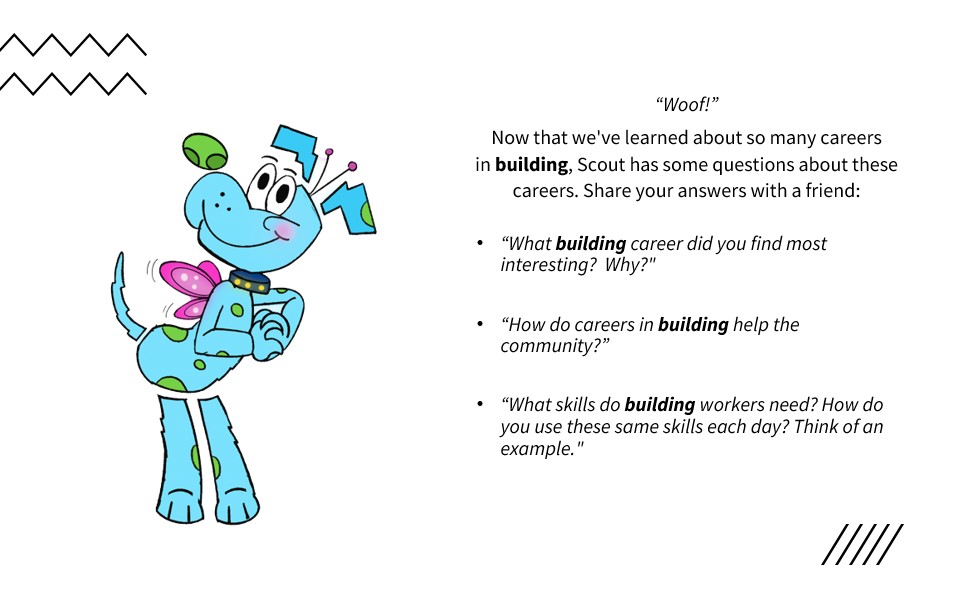 “Woof!”
Now that we've learned about so many careers
in building, Scout has some questions about these
careers. Share your answers with a friend:
• “What building career did you find most
interesting?  Why?"
• “How do careers in building help the
community?”
• “What skills do building workers need? How do
you use these same skills each day? Think of an
example."